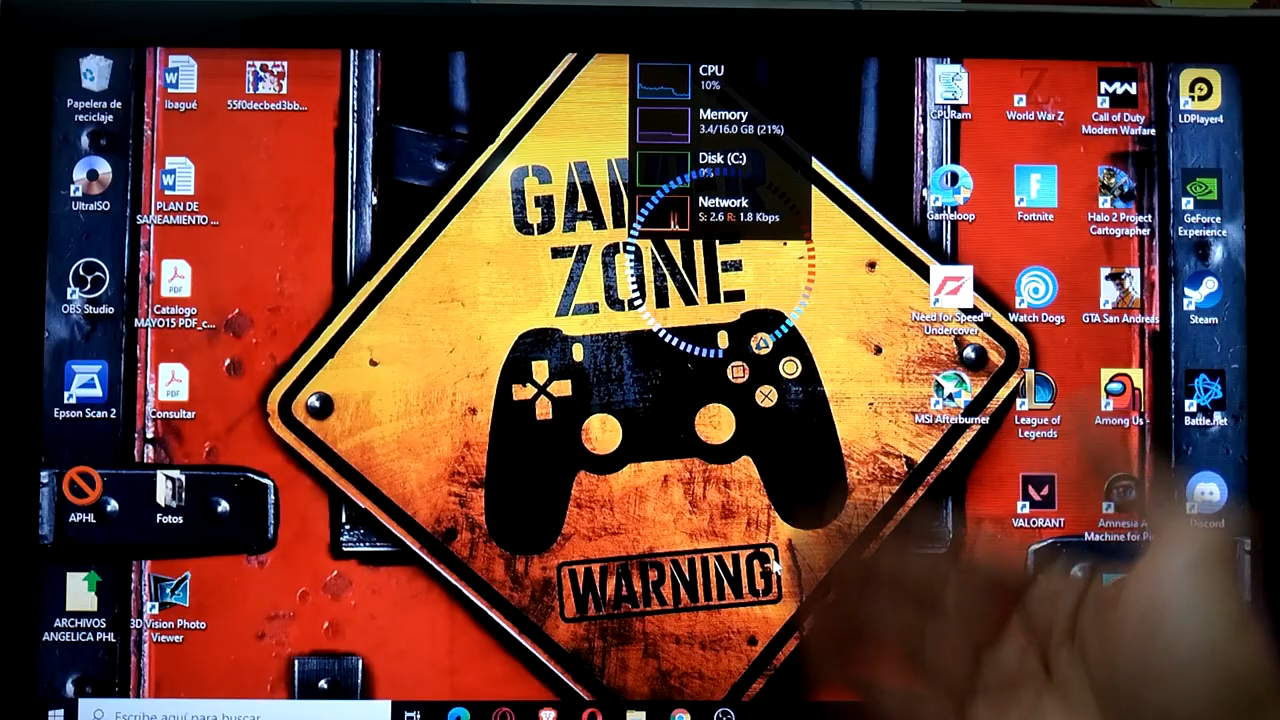 Papelera de
reciclaje
Ibagué
55f0decbed3bb...
UltraISO
PLAN DE
SANEAMIENTO ...
OBS Studio
Catalogo
MAYO15 PDF_c...
Epson Scan 2
Consultar
APHL
Fotos
ARCHIVOS
ANGELICA PHL
3D Vision Photo
Viewer
CPU
10%
Memory
3.4/16.0 GB (21%)
Disk (C:)
Network
S: 2.6 R: 1.8 Kbps
ZONE
WARNING
CPURam
World War Z
Call of Duty
Modern Warfare
LDPlayer4
Gameloop
Fortnite
Halo 2 Project
Cartographer
GeForce
Experience
Need for Speed™
Undercover
Watch Dogs
GTA San Andreas
Steam
MSI Afterburner
League of
Legends
Among Us
Battle.net
VALORANT
Amnesia A
Machine for Pi
Discord
Escribe aquí para buscar